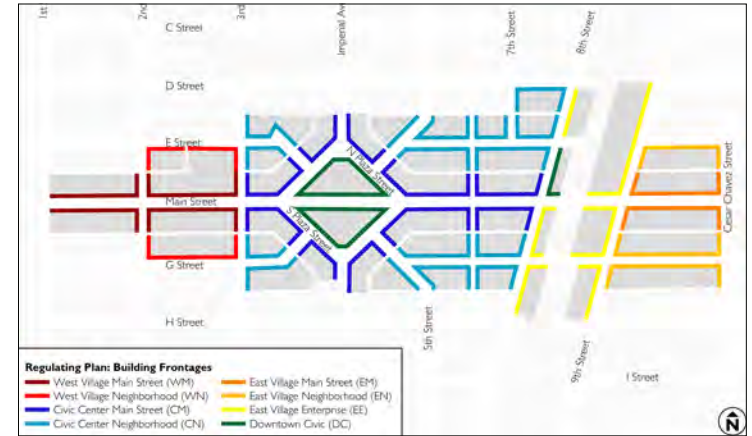 1st
2nd
3rd
Imperial Av
7th Street
8th Street
C Street
D Street
E Street
N Plaza Street
Main Street
S Plaza Street
Cesar Chavez Street
G Street
H Street
5th Street
9th Street
I Street
Regulating Plan: Building Frontages
West Village Main Street (WM)
West Village Neighborhood (WN)
Civic Center Main Street (CM)
Civic Center Neighborhood (CN)
East Village Main Street (EM)
East Village Neighborhood (EN)
East Village Enterprise (EE)
Downtown Civic (DC)
N